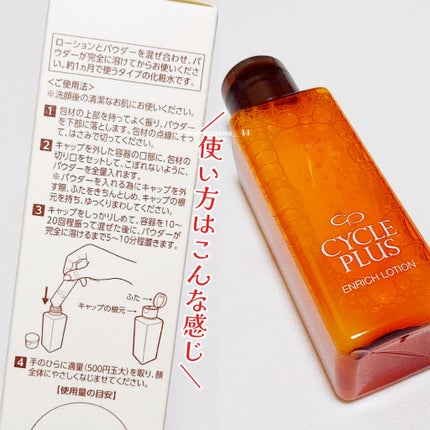 ローションとパウダーを混ぜ合わせ、パ
ウダーが完全に溶けてからお使いくださ
い。約1ヵ月で使うタイプの化粧水です。
<ご使用法>
※洗顔後の清潔なお肌にお使いください。
1 包材の上部を持ってよく振り、パウダー
を下部に落とします。包材の点線にそっ
て、はさみで切ってください。
2 キャップを外した容器の口部に、包材の
切り口をセットして、こぼれないように、
パウダーを全量入れます。
※パウダーを入れる為にキャップを外
す際、ふたをきちんとしめ、キャップの根
元を持ち、ゆっくりまわしてください。
3 キャップをしっかりしめて、容器を10～
20回程振って混ぜた後に、パウダーが
完全に溶けるまで5～10分程置きます。
ふた
キャップの根元
4 手のひらに適量(500円玉大)を取り、顔
全体にやさしくなじませてください。
【使用量の目安】
\使い方はこんな感じ/
CYCLE
PLUS
ENRICH LOTION